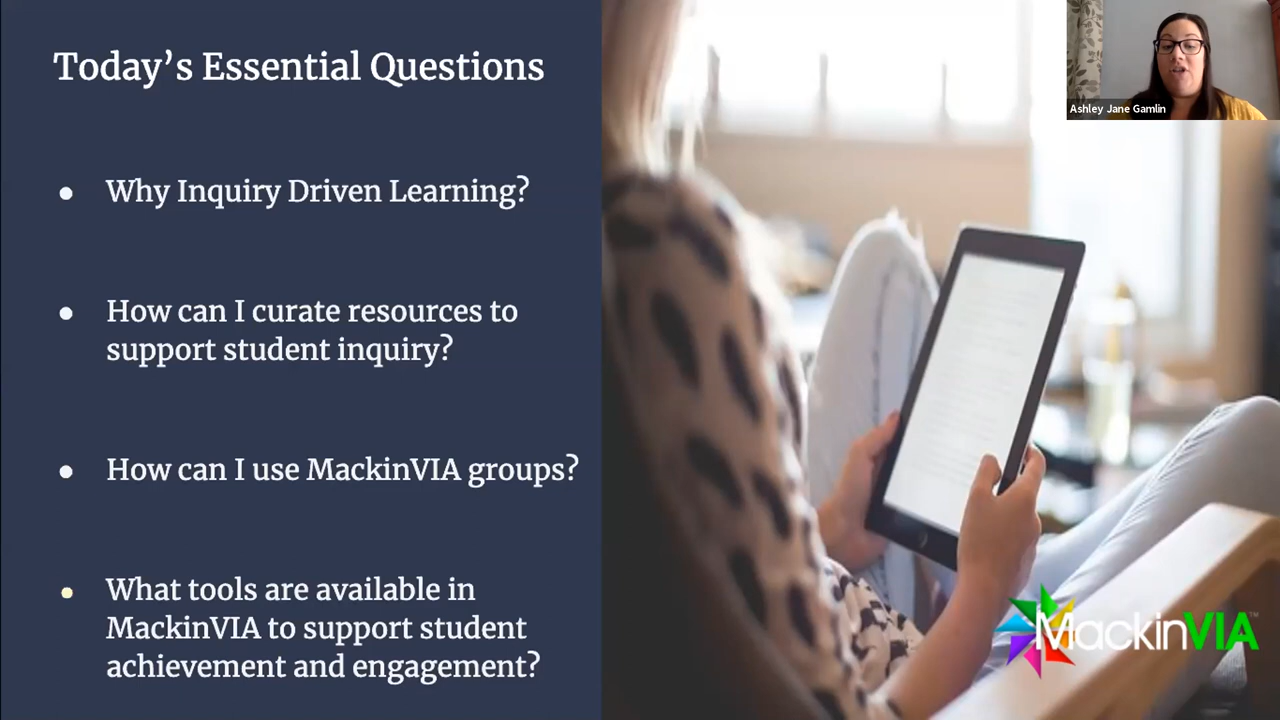 Today’s Essential Questions
Ashley Jane Gamlin
● Why Inquiry Driven Learning?
● How can I curate resources to
support student inquiry?
● How can I use MackinVIA groups?
● What tools are available in
MackinVIA to support student
achievement and engagement?
MackinVIA™